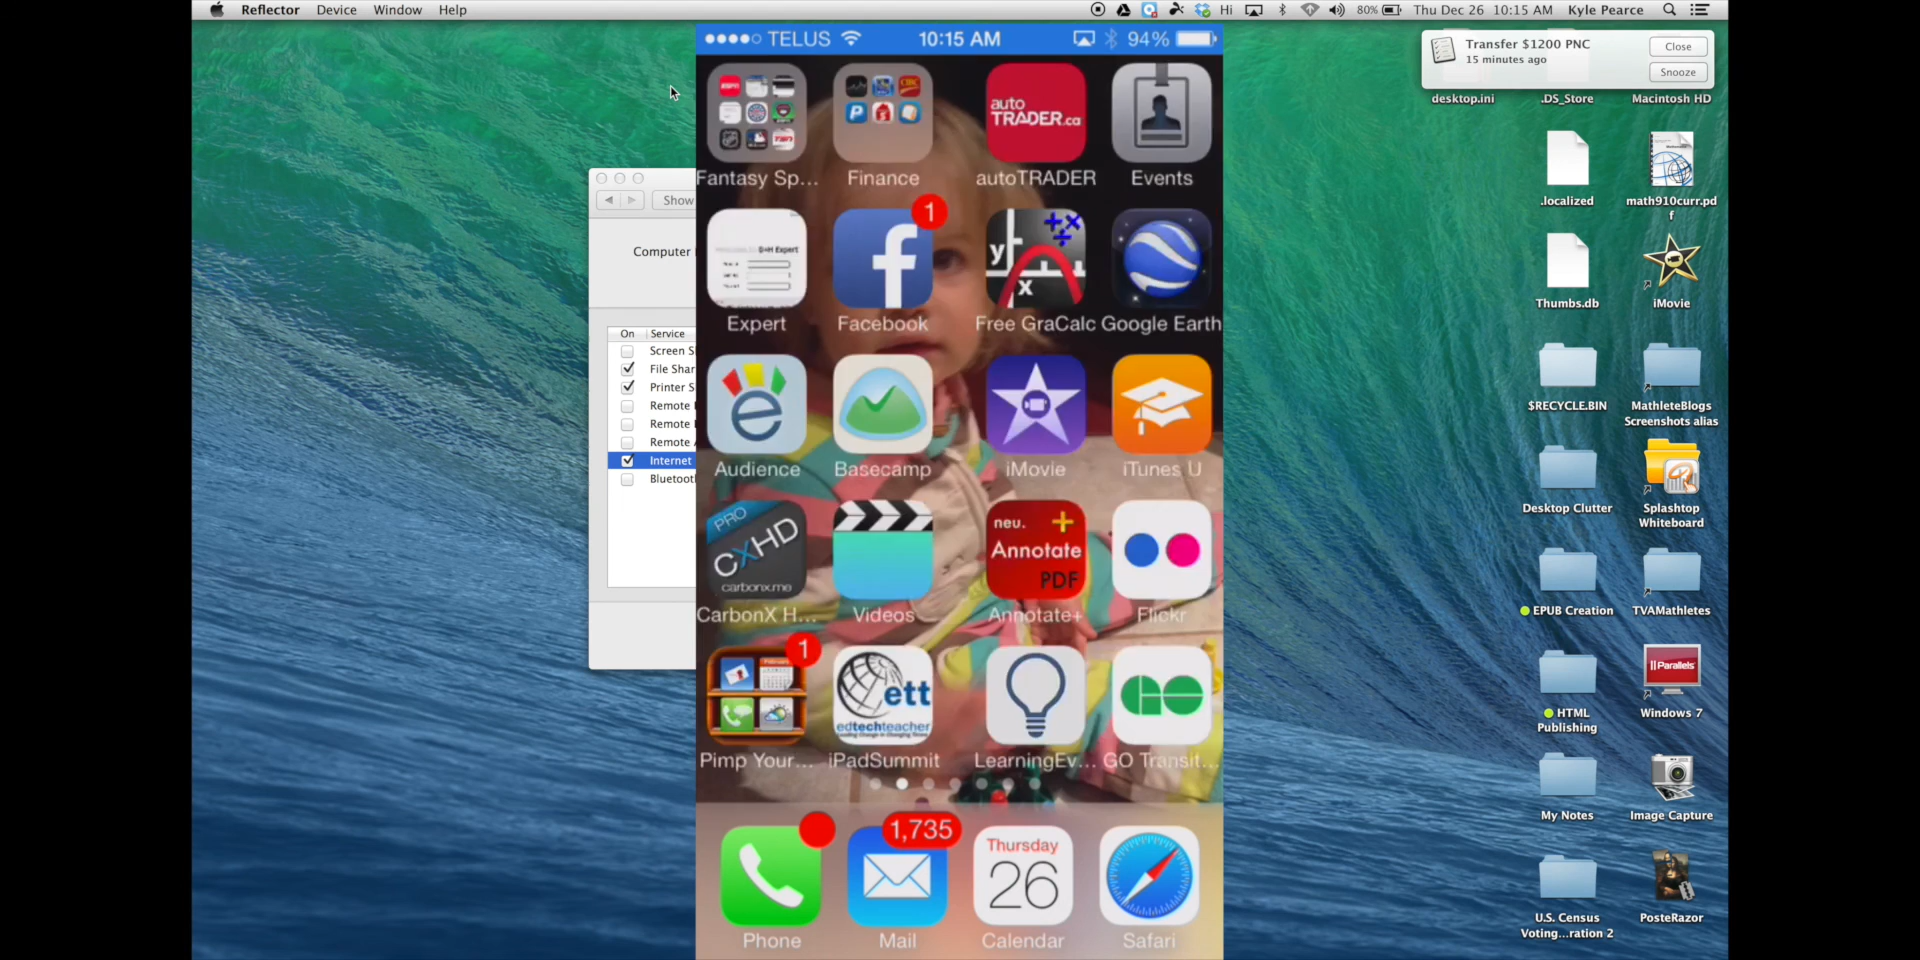 Reflector Device Window Help
Hi 80% Thu Dec 26 10:15 AM Kyle Pearce
Transfer $1200 PNC
15 minutes ago
Close
Snooze
desktop.ini .DS_Store Macintosh HD
.localized math910curr.pd
f
Thumbs.db iMovie
$RECYCLE.BIN MathleteBlogs
Screenshots alias
Desktop Clutter Splashtop
Whiteboard
EPUB Creation TVAMathletes
Parallels
HTML
Publishing
Windows 7
My Notes Image Capture
U.S. Census
Voting...ration 2
PosteRazor
Show
Computer
On Service
Screen S
File Shar
Printer S
Remote
Remote
Remote
Internet
Bluetoot
TELUS 10:15 AM 94%
auto
TRADER.ca
Fantasy Sp... Finance autoTRADER Events
1
y
x
Expert Facebook Free GraCalc Google Earth
Audience Basecamp iMovie iTunes U
PRO
CXHD
carbonx.me
neu.
Annotate
PDF
CarbonX H... Videos Annotate+ Flickr
1
ett
edtechteacher
GO
Pimp Your... iPadSummit LearningEv... GO Transit...
1,735
Thursday
26
Phone Mail Calendar Safari